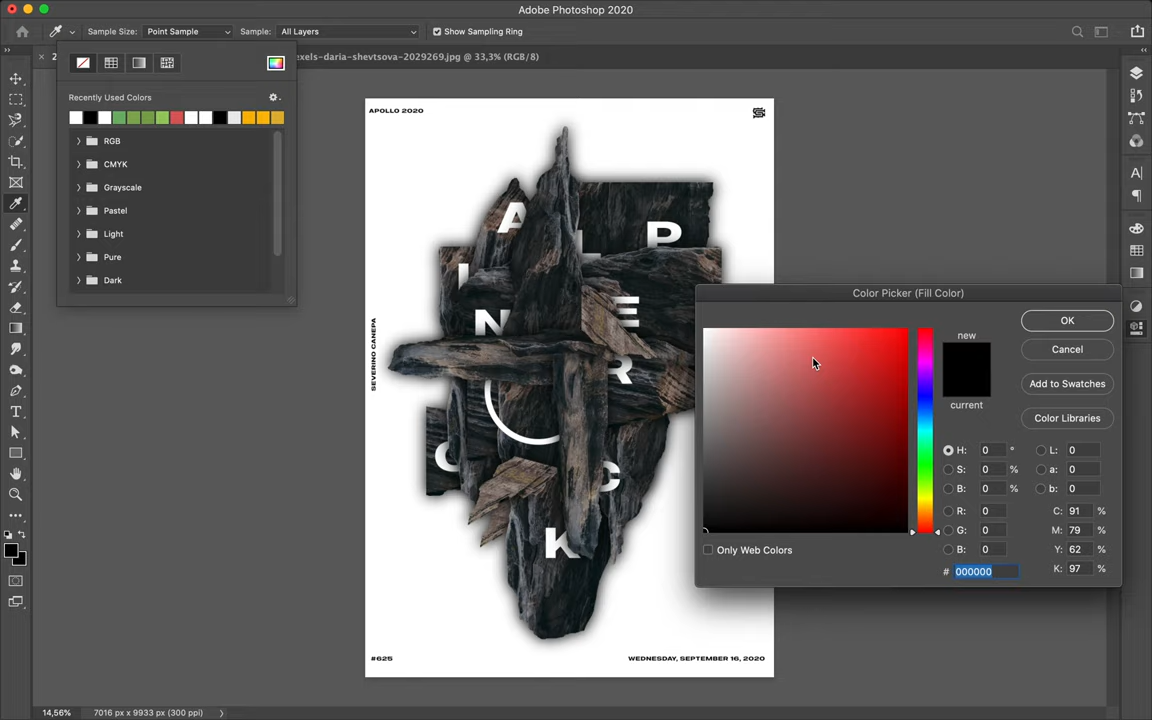 Adobe Photoshop 2020
Sample Size: Point Sample Sample: All Layers Show Sampling Ring
exels-daria-shevtsova-2029269.jpg @ 33,3% (RGB/8)
Recently Used Colors
RGB
CMYK
Grayscale
Pastel
Light
Pure
Dark
APOLLO 2020
A
L
P
I
N
E
R
O
C
C
K
SEVERINO CANEPA
#625
WEDNESDAY, SEPTEMBER 16, 2020
Color Picker (Fill Color)
new
current
OK
Cancel
Add to Swatches
Color Libraries
H: 0 ° L: 0
S: 0 % a: 0
B: 0 % b: 0
R: 0 C: 91 %
G: 0 M: 79 %
B: 0 Y: 62 %
# 000000 K: 97 %
Only Web Colors
14,56% 7016 px x 9933 px (300 ppi)